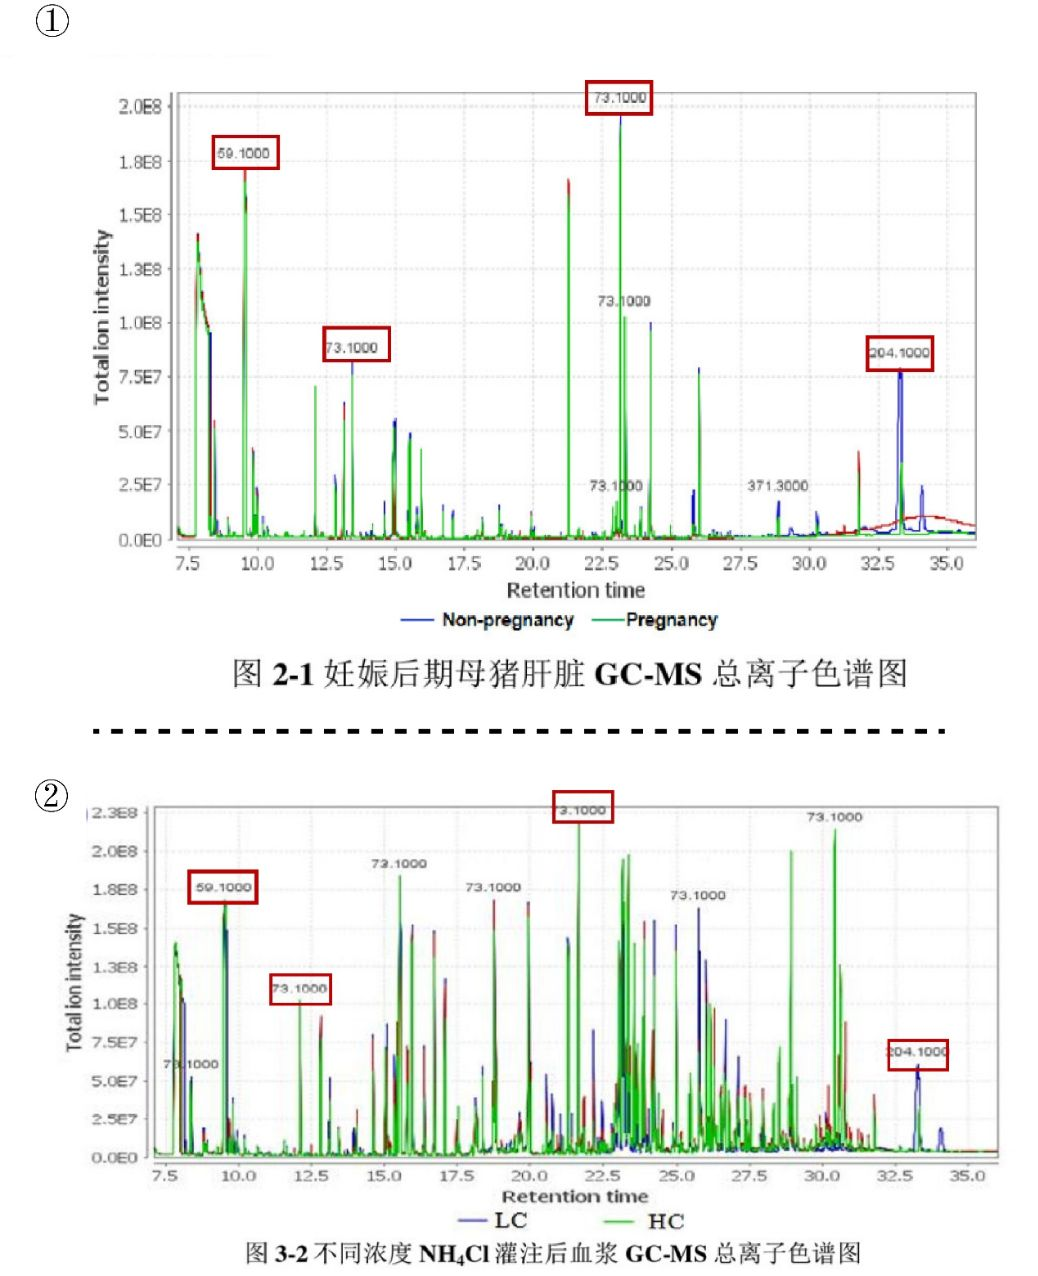 ①
73.1000
2.0E8
59.1000
1.8E8
1.5E8
1.3E8
73.1000
1.0E8
73.1000
204.1000
7.5E7
5.0E7
73.1000 371.3000
2.5E7
0.0E0
Total ion intensity
7.5 10.0 12.5 15.0 17.5 20.0 22.5 25.0 27.5 30.0 32.5 35.0
Retention time
Non-pregnancy Pregnancy
图 2-1 妊娠后期母猪肝脏 GC-MS 总离子色谱图
②
2.3E8
3.1000
73.1000
2.0E8
73.1000
59.1000 73.1000
1.8E8
73.1000
1.5E8
1.3E8
73.1000
1.0E8
7.5E7
204.1000
73.1000
5.0E7
2.5E7
0.0E0
Total ion intensity
7.5 10.0 12.5 15.0 17.5 20.0 22.5 25.0 27.5 30.0 32.5 35.0
Retention time
LC HC
图 3-2 不同浓度 NH₄Cl 灌注后血浆 GC-MS 总离子色谱图